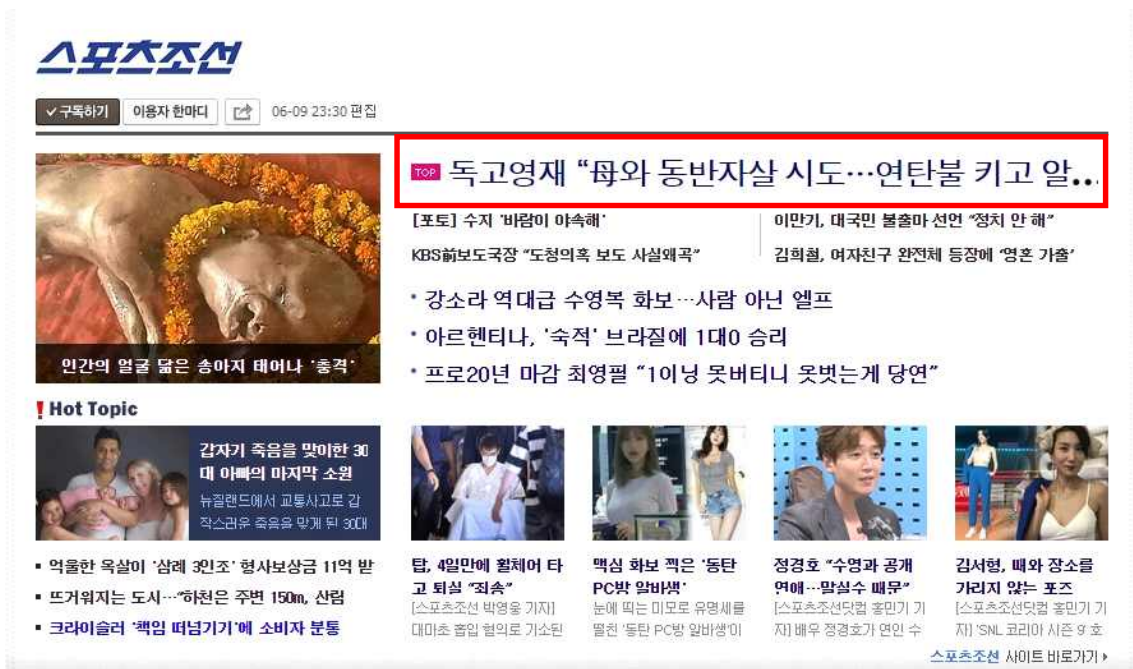 스포츠조선
구독하기 이용자 한마디 06-09 23:30 편집
TOP 독고영재 “母와 동반자살 시도…연탄불 키고 알...
[포토] 수지 '바람이 야속해'
이만기, 대국민 불출마 선언 “정치 안 해”
KBS前보도국장 “도청의혹 보도 사실왜곡”
김희철, 여자친구 완전체 등장에 '영혼 가출'
· 강소라 역대급 수영복 화보…사람 아닌 엘프
· 아르헨티나, '숙적' 브라질에 1대0 승리
· 프로20년 마감 최영필 “1이닝 못버티니 못벗는게 당연”
인간의 얼굴 닮은 송아지 태어나 '충격'
! Hot Topic
갑자기 죽음을 맞이한 30
대 아빠의 마지막 소원
뉴질랜드에서 교통사고로 갑
작스러운 죽음을 맞게 된 30대
▪ 억울한 옥살이 '삼례 3인조' 형사보상금 11억 받
▪ 뜨거워지는 도시…“하천은 주변 150m, 산림
▪ 크라이슬러 '책임 떠넘기기'에 소비자 분통
탑, 4일만에 휠체어 타
고 퇴실 “죄송”
[스포츠조선 박영웅 기자]
대마초 흡입 혐의로 기소된
맥심 화보 찍은 '동탄
PC방 알바생'
눈에 띄는 미모로 유명세를
떨친 '동탄 PC방 알바생'이
정경호 “수영과 공개
연애…말실수 때문”
[스포츠조선닷컴 홍민기 기
자] 배우 정경호가 연인 수
김서형, 때와 장소를
가리지 않는 포즈
[스포츠조선닷컴 홍민기 기
자] 'SNL 코리아 시즌 9' 호
스포츠조선 사이트 바로가기 ▸